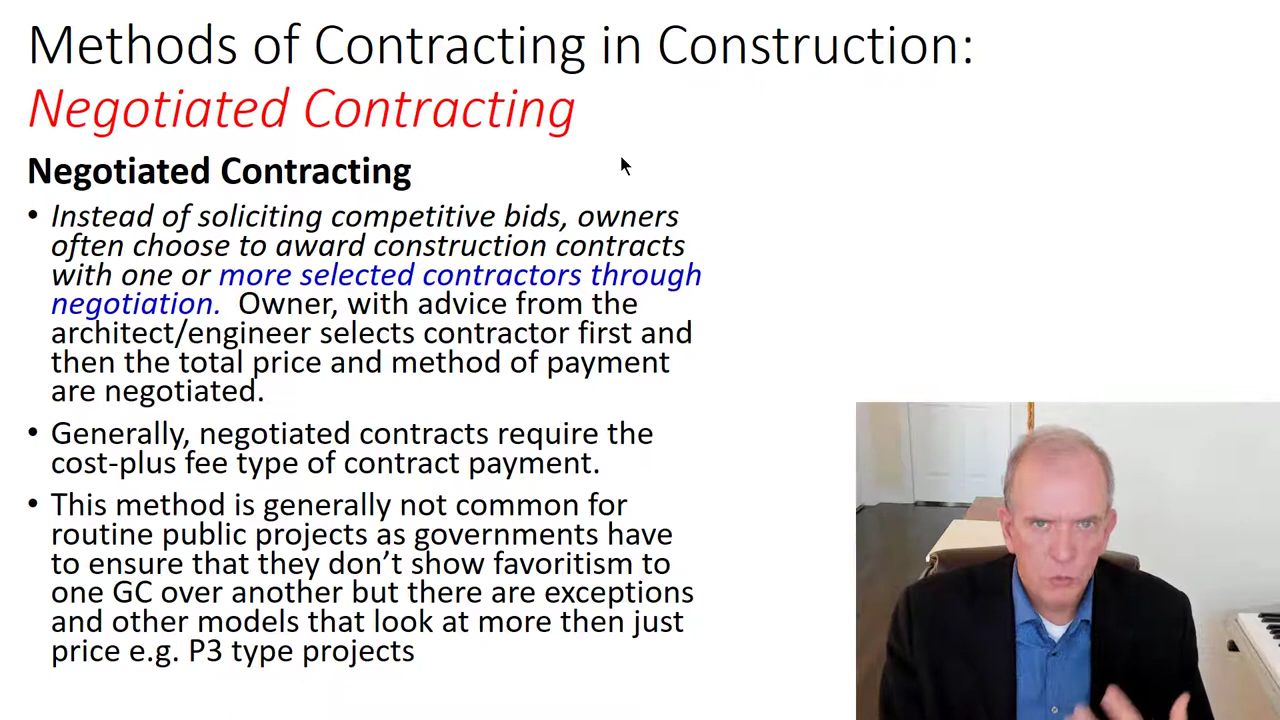 Methods of Contracting in Construction:
Negotiated Contracting
Negotiated Contracting
• Instead of soliciting competitive bids, owners
often choose to award construction contracts
with one or more selected contractors through
negotiation. Owner, with advice from the
architect/engineer selects contractor first and
then the total price and method of payment
are negotiated.
• Generally, negotiated contracts require the
cost-plus fee type of contract payment.
• This method is generally not common for
routine public projects as governments have
to ensure that they don’t show favoritism to
one GC over another but there are exceptions
and other models that look at more then just
price e.g. P3 type projects